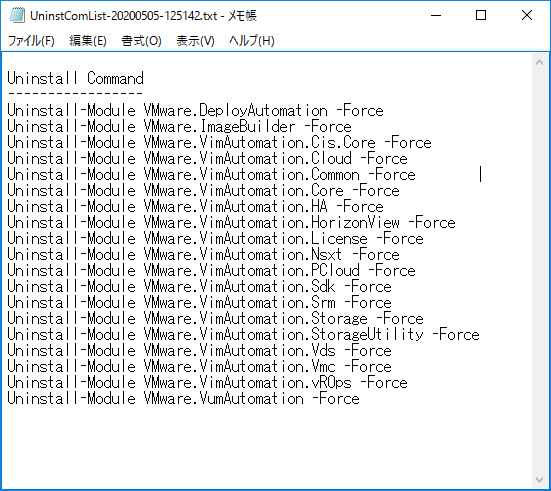 UninstComList-20200505-125142.txt - メモ帳
ファイル(F) 編集(E) 書式(O) 表示(V) ヘルプ(H)
Uninstall Command
-----------------
Uninstall-Module VMware.DeployAutomation -Force
Uninstall-Module VMware.ImageBuilder -Force
Uninstall-Module VMware.VimAutomation.Cis.Core -Force
Uninstall-Module VMware.VimAutomation.Cloud -Force
Uninstall-Module VMware.VimAutomation.Common -Force
Uninstall-Module VMware.VimAutomation.Core -Force
Uninstall-Module VMware.VimAutomation.HA -Force
Uninstall-Module VMware.VimAutomation.HorizonView -Force
Uninstall-Module VMware.VimAutomation.License -Force
Uninstall-Module VMware.VimAutomation.Nsxt -Force
Uninstall-Module VMware.VimAutomation.PCloud -Force
Uninstall-Module VMware.VimAutomation.Sdk -Force
Uninstall-Module VMware.VimAutomation.Srm -Force
Uninstall-Module VMware.VimAutomation.Storage -Force
Uninstall-Module VMware.VimAutomation.StorageUtility -Force
Uninstall-Module VMware.VimAutomation.Vds -Force
Uninstall-Module VMware.VimAutomation.Vmc -Force
Uninstall-Module VMware.VimAutomation.vROps -Force
Uninstall-Module VMware.VumAutomation -Force